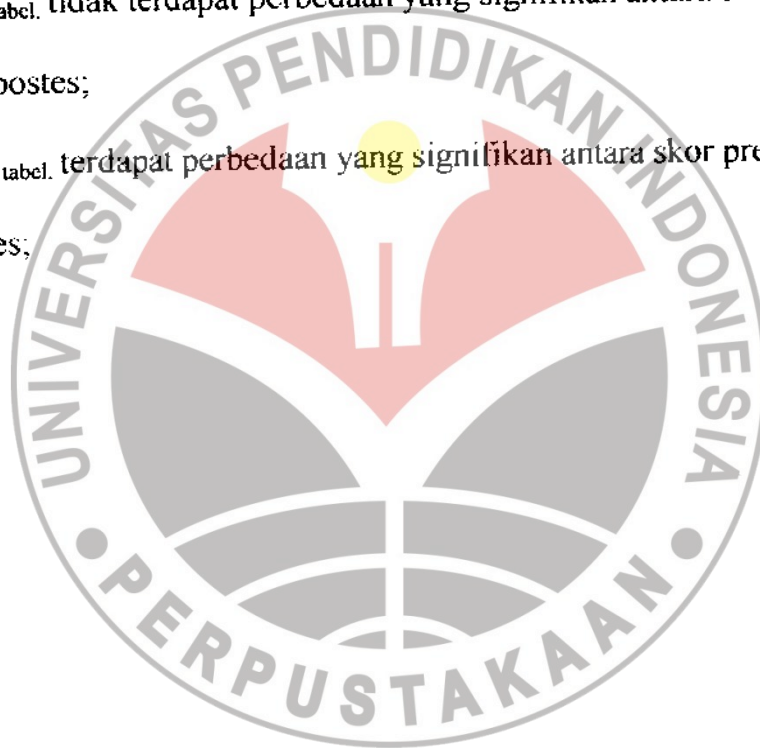 tabel. tidak terdapat perbedaan yang signifikan antara
postes;
tabel. terdapat perbedaan yang signifikan antara skor pre
es;
UNIVERSITAS PENDIDIKAN INDONESIA
PERPUSTAKAAN